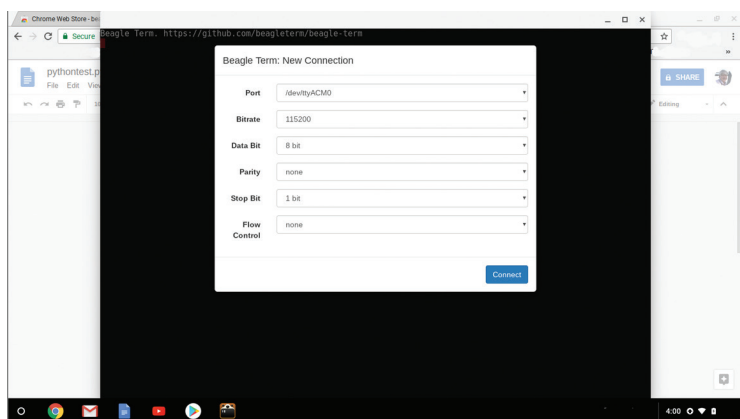 Chrome Web Store - be
Secure
Beagle Term. https://github.com/beagleterm/beagle-term
pythontest.p
File Edit View
SHARE
Editing
Beagle Term: New Connection
Port /dev/ttyACM0
Bitrate 115200
Data Bit 8 bit
Parity none
Stop Bit 1 bit
Flow Control none
Connect
4:00